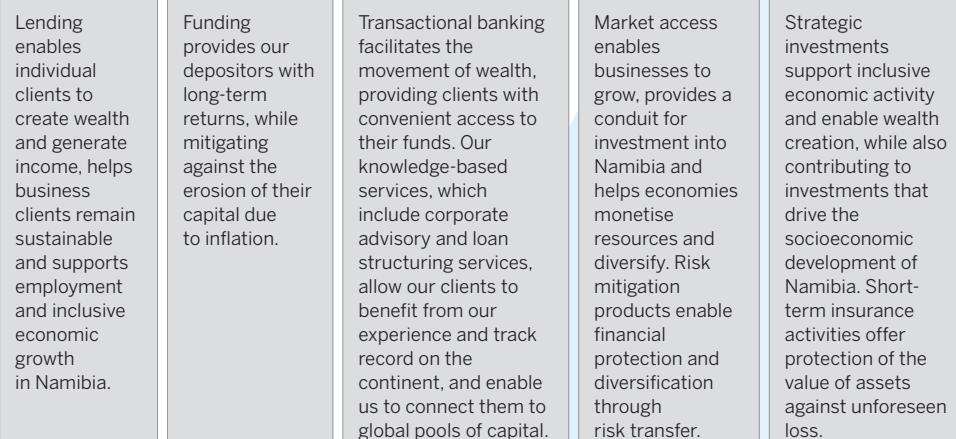 Lending
enables
individual
clients to
create wealth
and generate
income, helps
business
clients remain
sustainable
and supports
employment
and inclusive
economic
growth
in Namibia.
Funding
provides our
depositors with
long-term
returns, while
mitigating
against the
erosion of their
capital due
to inflation.
Transactional banking
facilitates the
movement of wealth,
providing clients with
convenient access to
their funds. Our
knowledge-based
services, which
include corporate
advisory and loan
structuring services,
allow our clients to
benefit from our
experience and track
record on the
continent, and enable
us to connect them to
global pools of capital.
Market access
enables
businesses to
grow, provides a
conduit for
investment into
Namibia and
helps economies
monetise
resources and
diversify. Risk
mitigation
products enable
financial
protection and
diversification
through
risk transfer.
Strategic
investments
support inclusive
economic activity
and enable wealth
creation, while also
contributing to
investments that
drive the
socioeconomic
development of
Namibia. Short-
term insurance
activities offer
protection of the
value of assets
against unforeseen
loss.